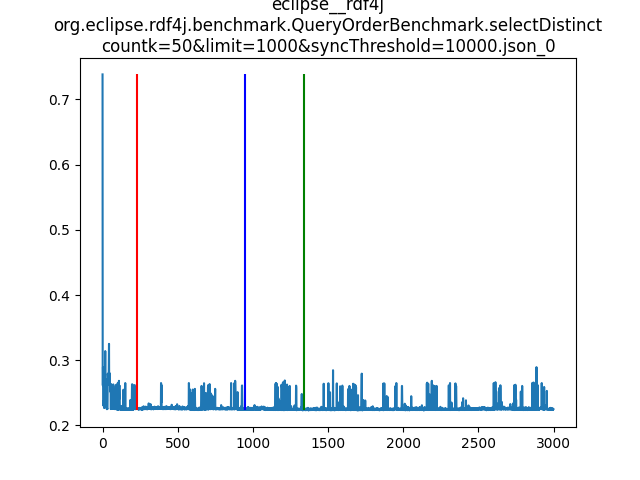 eclipse__rdf4j
org.eclipse.rdf4j.benchmark.QueryOrderBenchmark.selectDistinct
countk=50&limit=1000&syncThreshold=10000.json_0
0.7
0.6
0.5
0.4
0.3
0.2
0 500 1000 1500 2000 2500 3000